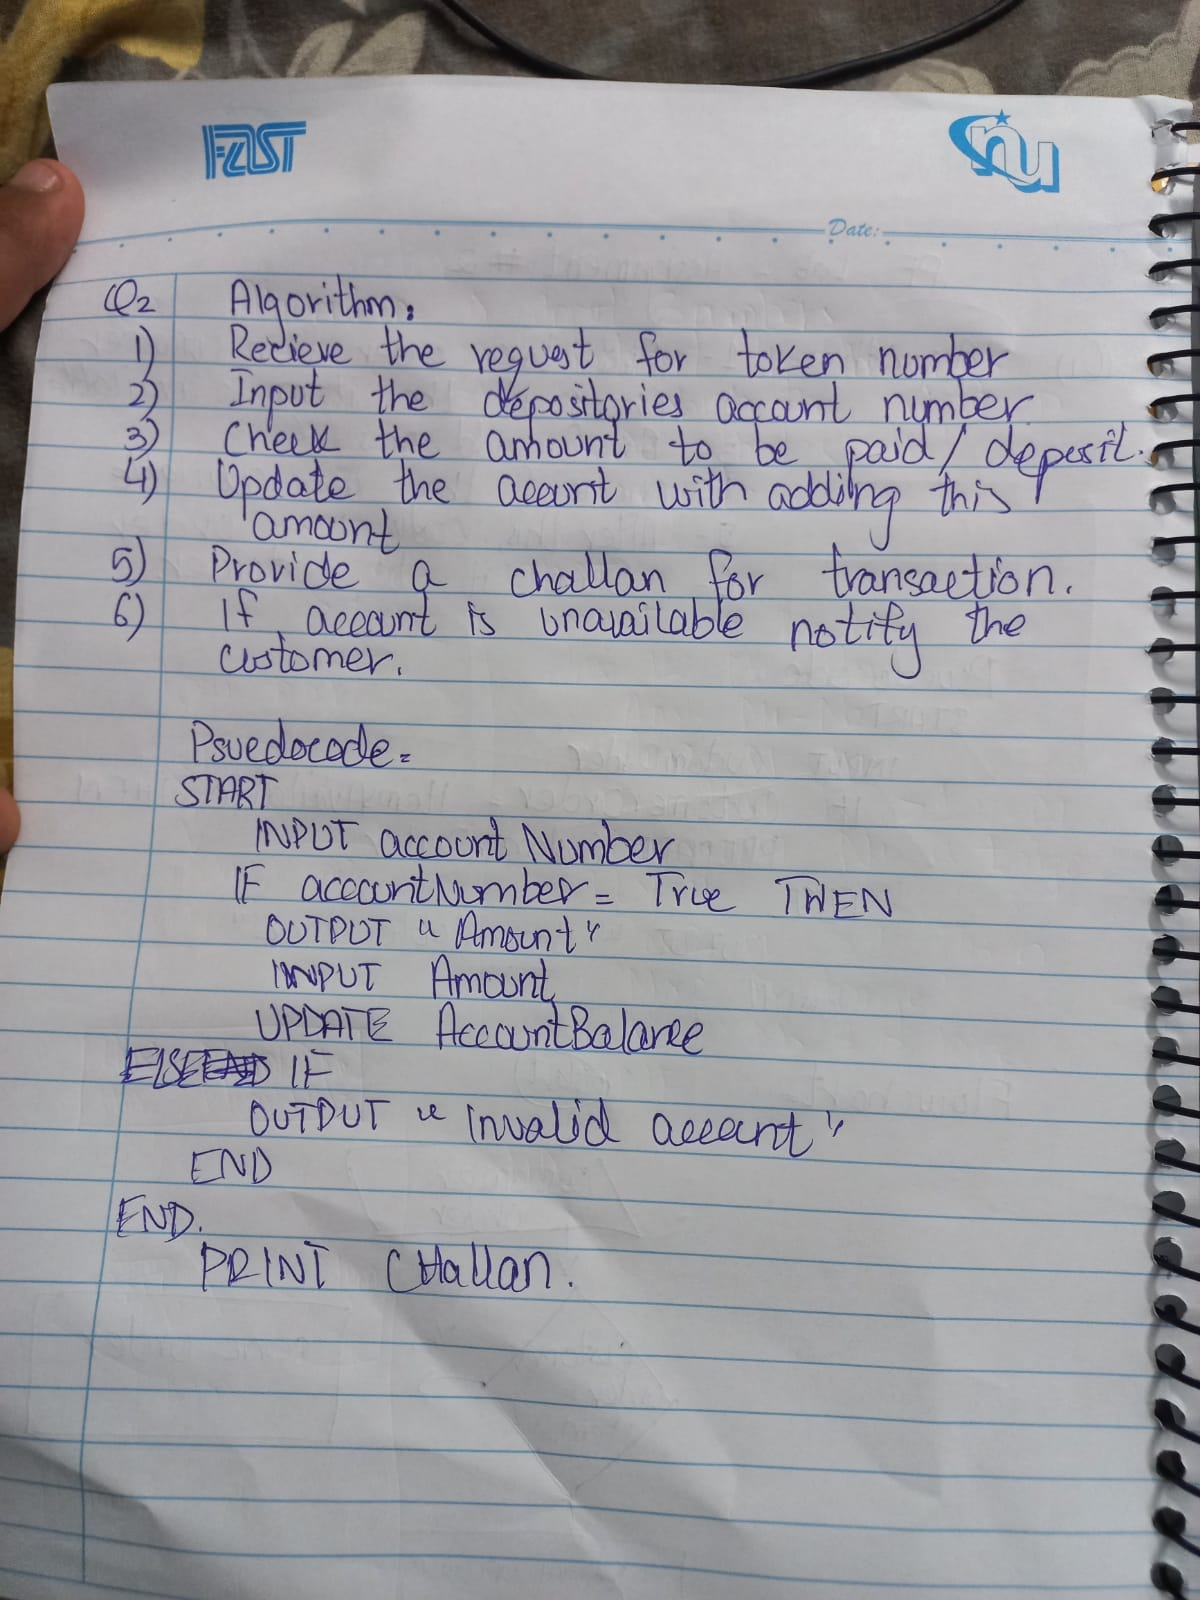 FAST
nu
Date:
Q2 Algorithm:
1) Recieve the request for token number
2) Input the depositories account number
3) Check the amount to be paid/deposit.
4) Update the account with adding this
amount
5) Provide a challan for transaction.
6) If account is unavailable notify the
customer.
Psuedocode=
START
INPUT account Number
IF accountNumber = True THEN
OUTPUT "Amount"
INPUT Amount
UPDATE AccountBalance
ELSE IF
OUTPUT "Invalid account"
END
END.
PRINT CHallan.